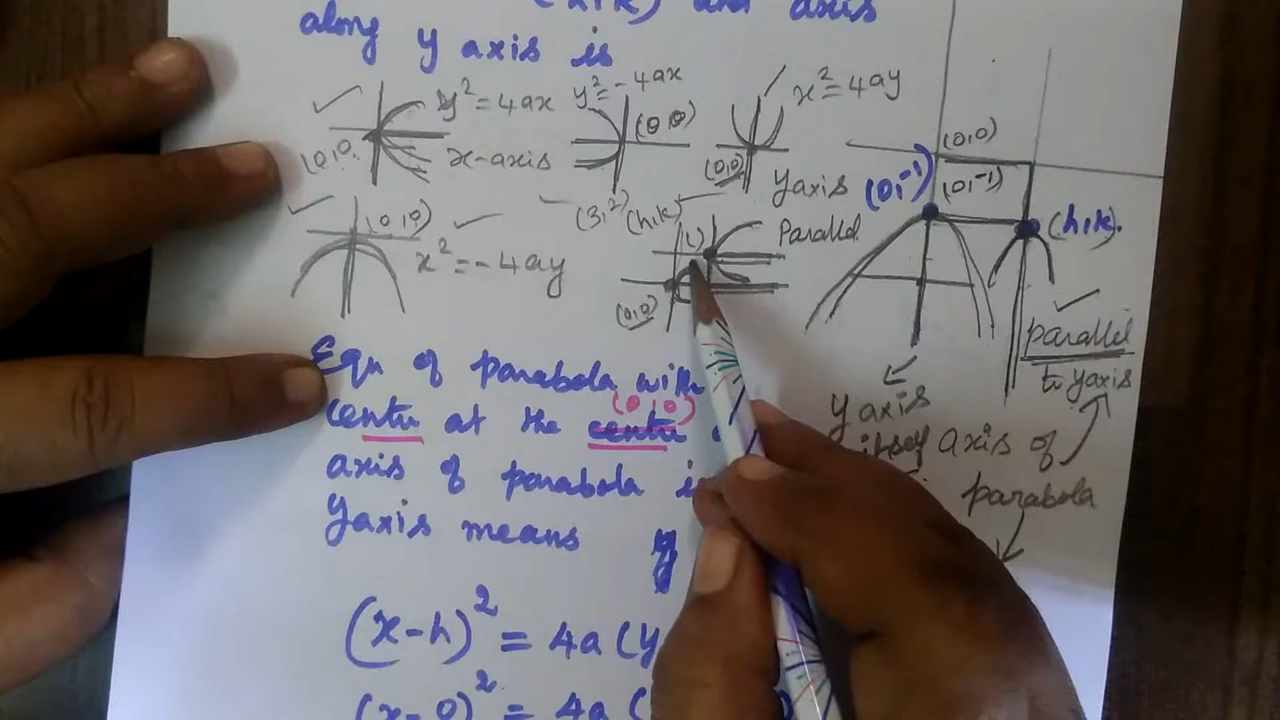 (h,k) and axis
along y axis is
y² = 4ax
y² = -4ax
x² = 4ay
(0,0)
(0,0)
(0,0)
x-axis
y axis
(0,0)
x² = -4ay
(3,2) (h,k)
Parallel
(0,0)
(0,0)
(0,-1)
(0,-1)
(h,k).
parallel
to y axis
y axis
itself axis of
parabola
Equ of parabola with
centre at the centre
(0,0)
axis of parabola is
Yaxis means y
(x-h)² = 4a(y
(x-0)² = 4a(